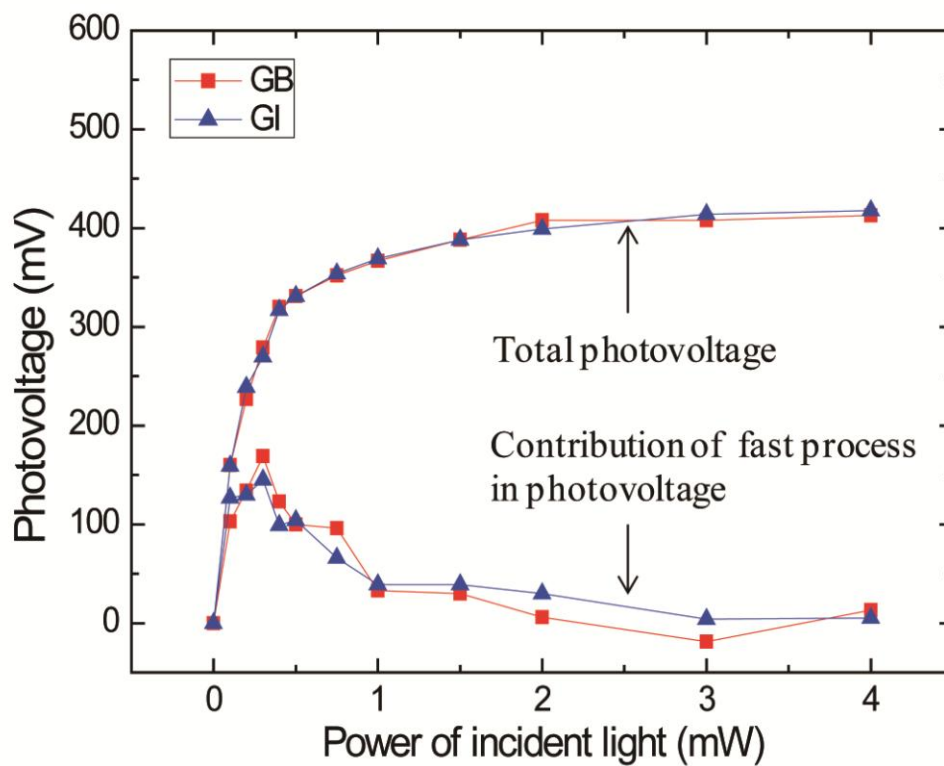 600
500
400
300
200
100
0
Photovoltage (mV)
GB
GI
Total photovoltage
Contribution of fast process
in photovoltage
0 1 2 3 4
Power of incident light (mW)